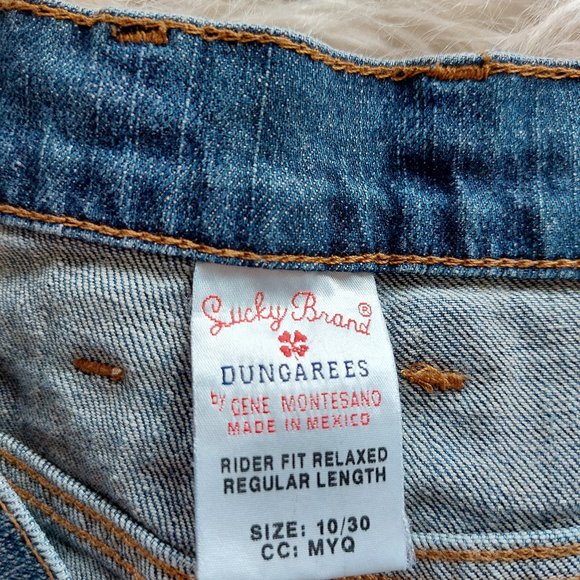 Lucky Brand®
DUNGAREES
by GENE MONTESANO
MADE IN MEXICO
RIDER FIT RELAXED
REGULAR LENGTH
SIZE: 10/30
CC: MYQ